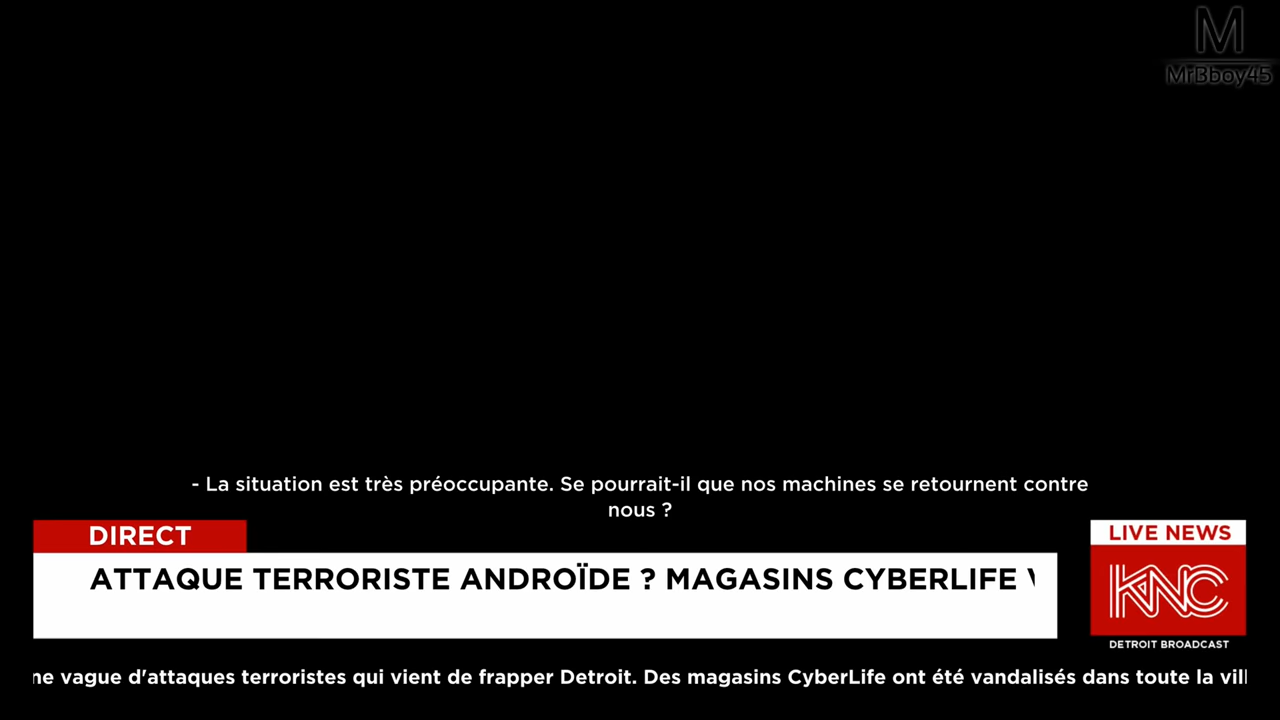 M
MrBboy45
- La situation est très préoccupante. Se pourrait-il que nos machines se retournent contre
nous ?
DIRECT
LIVE NEWS
ATTAQUE TERRORISTE ANDROÏDE ? MAGASINS CYBERLIFE
KNC
DETROIT BROADCAST
vague d'attaques terroristes qui vient de frapper Detroit. Des magasins CyberLife ont été vandalisés dans toute la